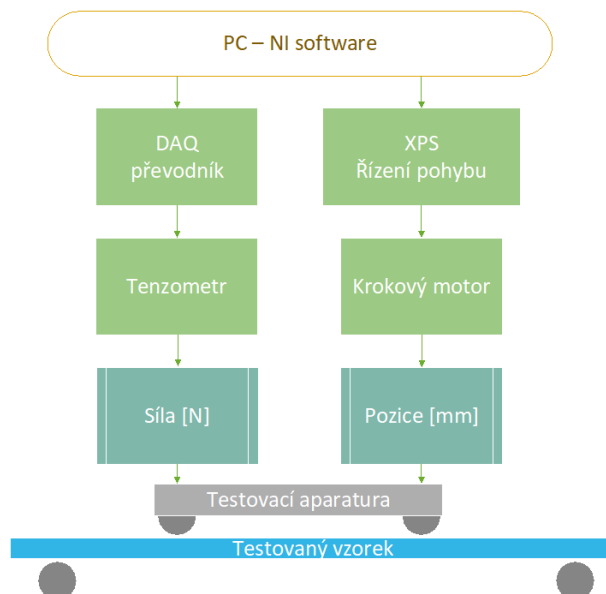 PC – NI software
DAQ
převodník
XPS
Řízení pohybu
Tenzometr
Krokový motor
Síla [N]
Pozice [mm]
Testovací aparatura
Testovaný vzorek